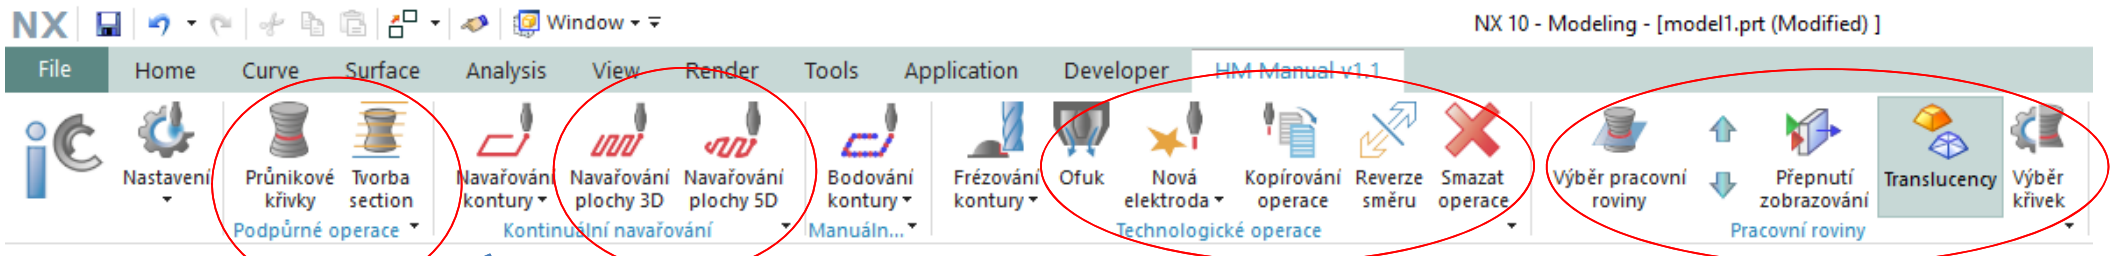 NX Window NX 10 - Modeling - [model1.prt (Modified) ]
File Home Curve Surface Analysis View Render Tools Application Developer HM Manual v1.1
iC
Nastavení
Průnikové křivky
Tvorba section
Podpůrné operace
Navařování kontury
Navařování plochy 3D
Navařování plochy 5D
Kontinuální navařování
Bodování kontury
Manuáln...
Frézování kontury
Ofuk
Nová elektroda
Kopírování operace
Reverze směru
Smazat operace
Technologické operace
Výběr pracovní roviny
Přepnutí zobrazování
Translucency
Výběr křivek
Pracovní roviny